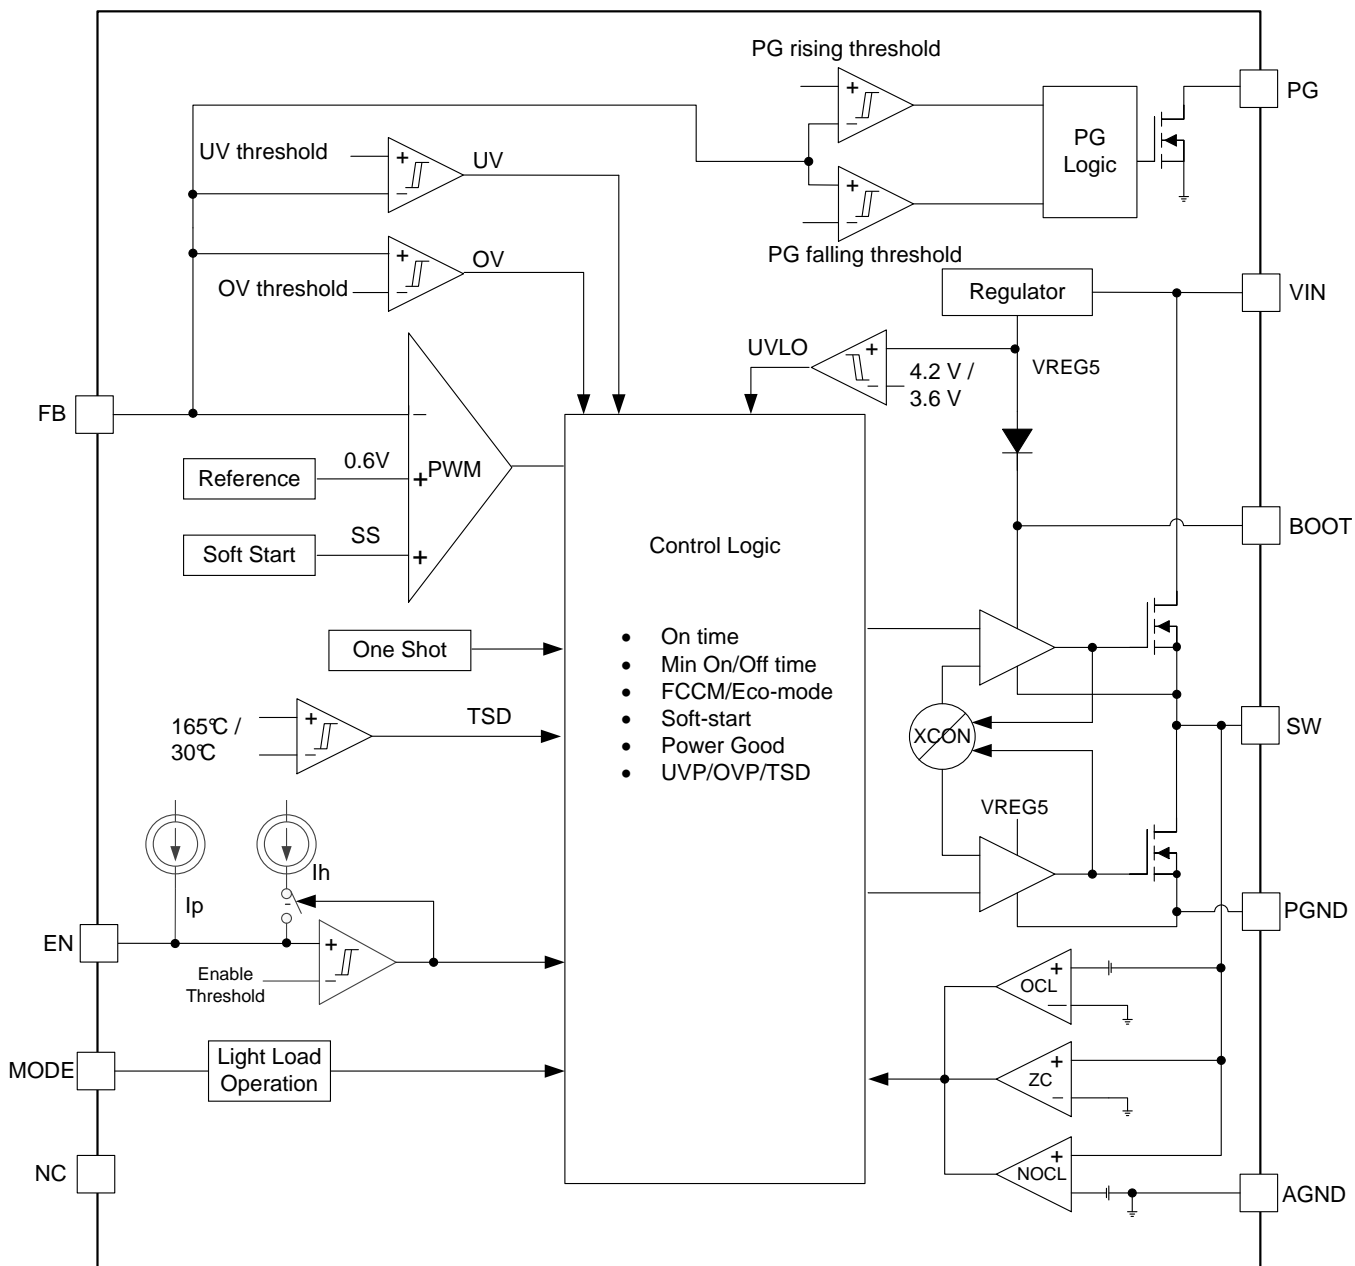 PG rising threshold
PG
UV threshold
UV
PG
Logic
OV
PG falling threshold
OV threshold
Regulator
VIN
UVLO
VREG5
4.2 V /
3.6 V
FB
0.6V
PWM
Reference
SS
Soft Start
BOOT
Control Logic
One Shot
• On time
• Min On/Off time
• FCCM/Eco-mode
• Soft-start
• Power Good
• UVP/OVP/TSD
165℃ /
30℃
TSD
XCON
SW
VREG5
Ih
Ip
EN
PGND
Enable
Threshold
OCL
MODE
Light Load
Operation
ZC
NC
NOCL
AGND
+
−
+
−
+
−
+
−
+
−
−
+
+
+
−
+
−
+
−
+
−
+